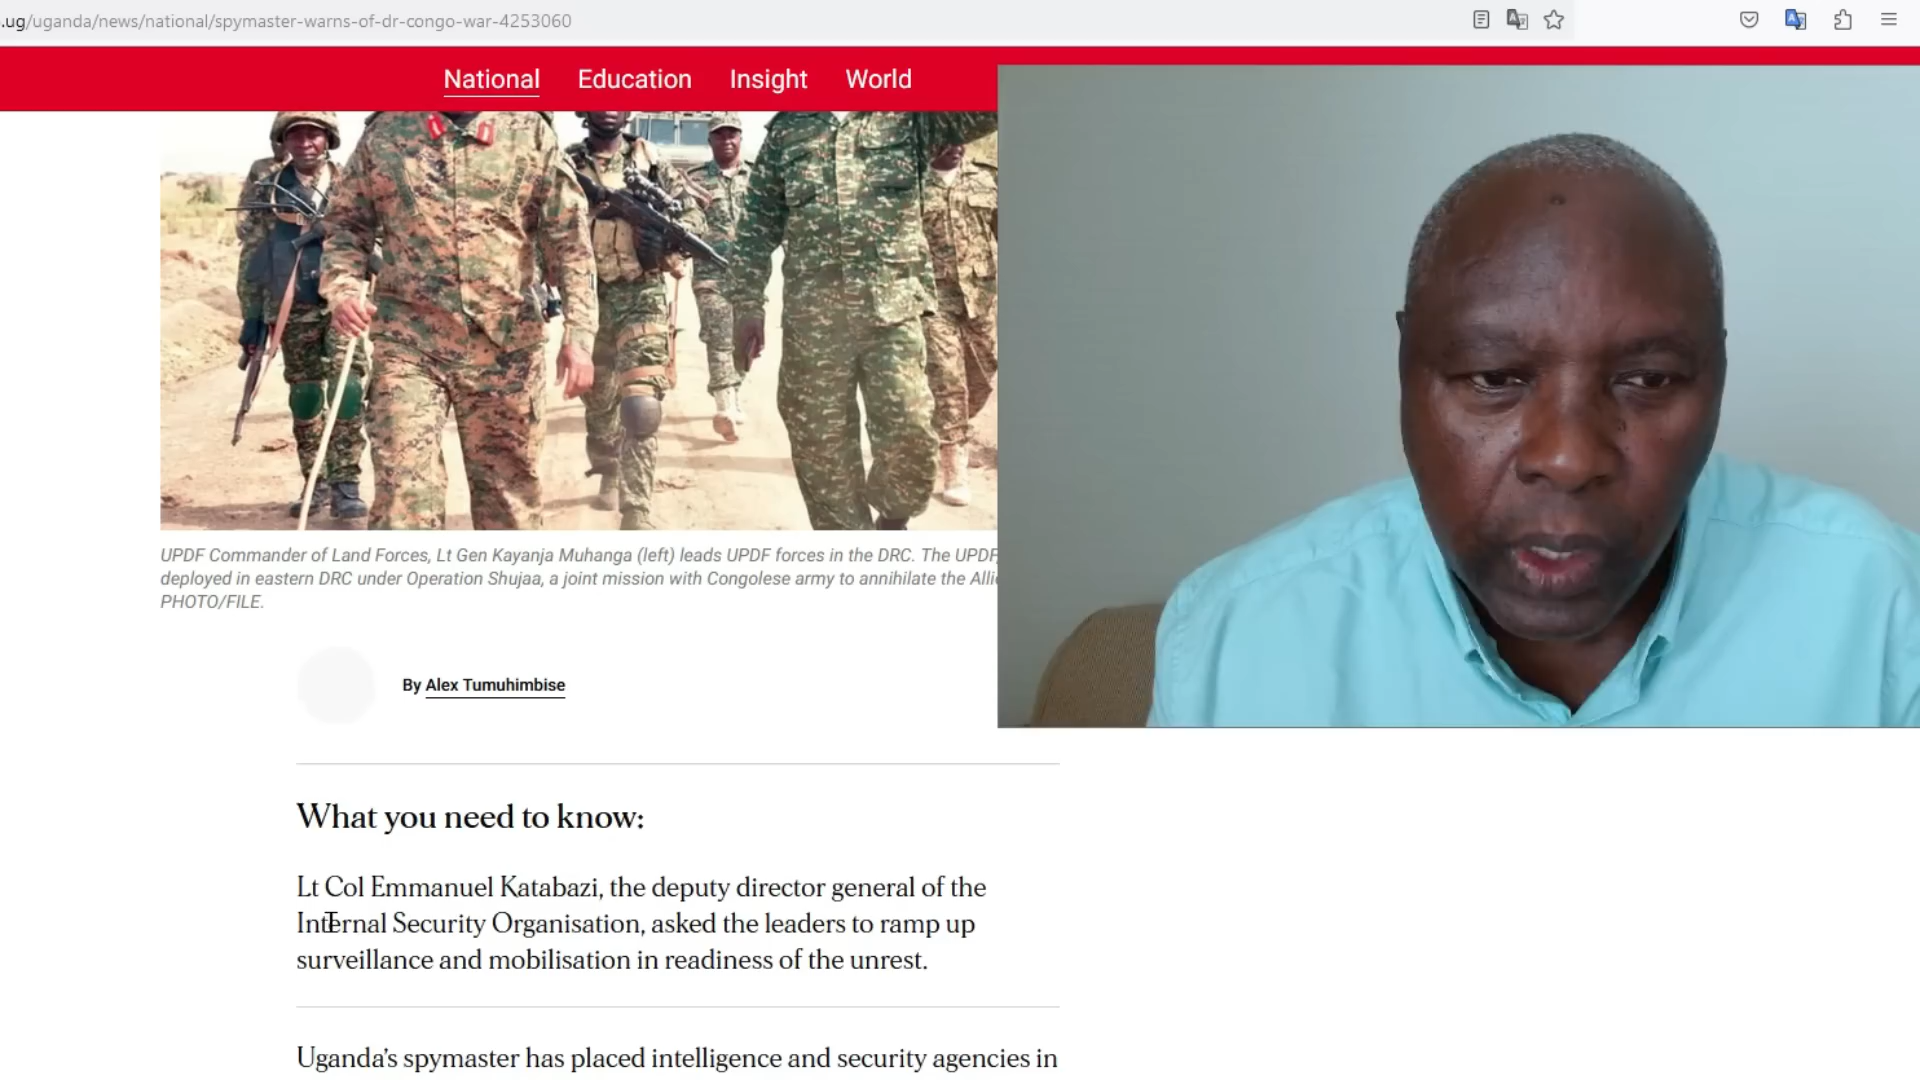 .ug/uganda/news/national/spymaster-warns-of-dr-congo-war-4253060
National Education Insight World
UPDF Commander of Land Forces, Lt Gen Kayanja Muhanga (left) leads UPDF forces in the DRC. The UPDF,
deployed in eastern DRC under Operation Shujaa, a joint mission with Congolese army to annihilate the
PHOTO/FILE.
By Alex Tumuhimbise
What you need to know:
Lt Col Emmanuel Katabazi, the deputy director general of the
Internal Security Organisation, asked the leaders to ramp up
surveillance and mobilisation in readiness of the unrest.
Uganda's spymaster has placed intelligence and security agencies in